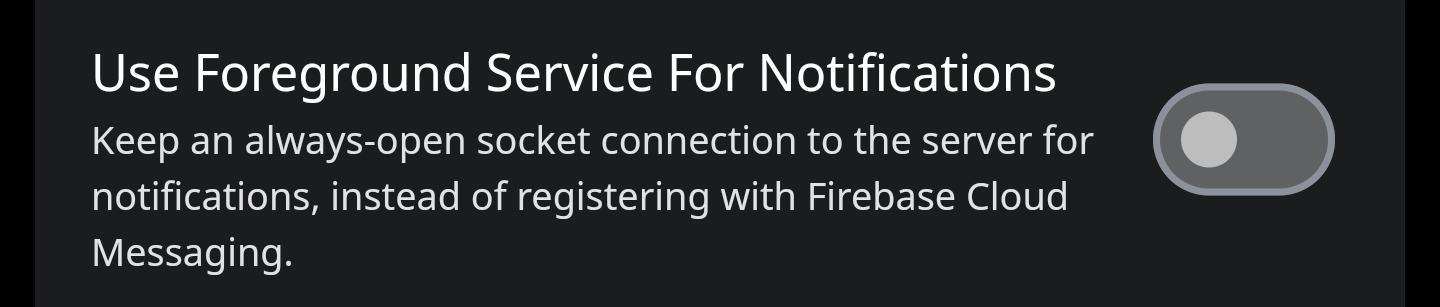 Use Foreground Service For Notifications
Keep an always-open socket connection to the server for
notifications, instead of registering with Firebase Cloud
Messaging.